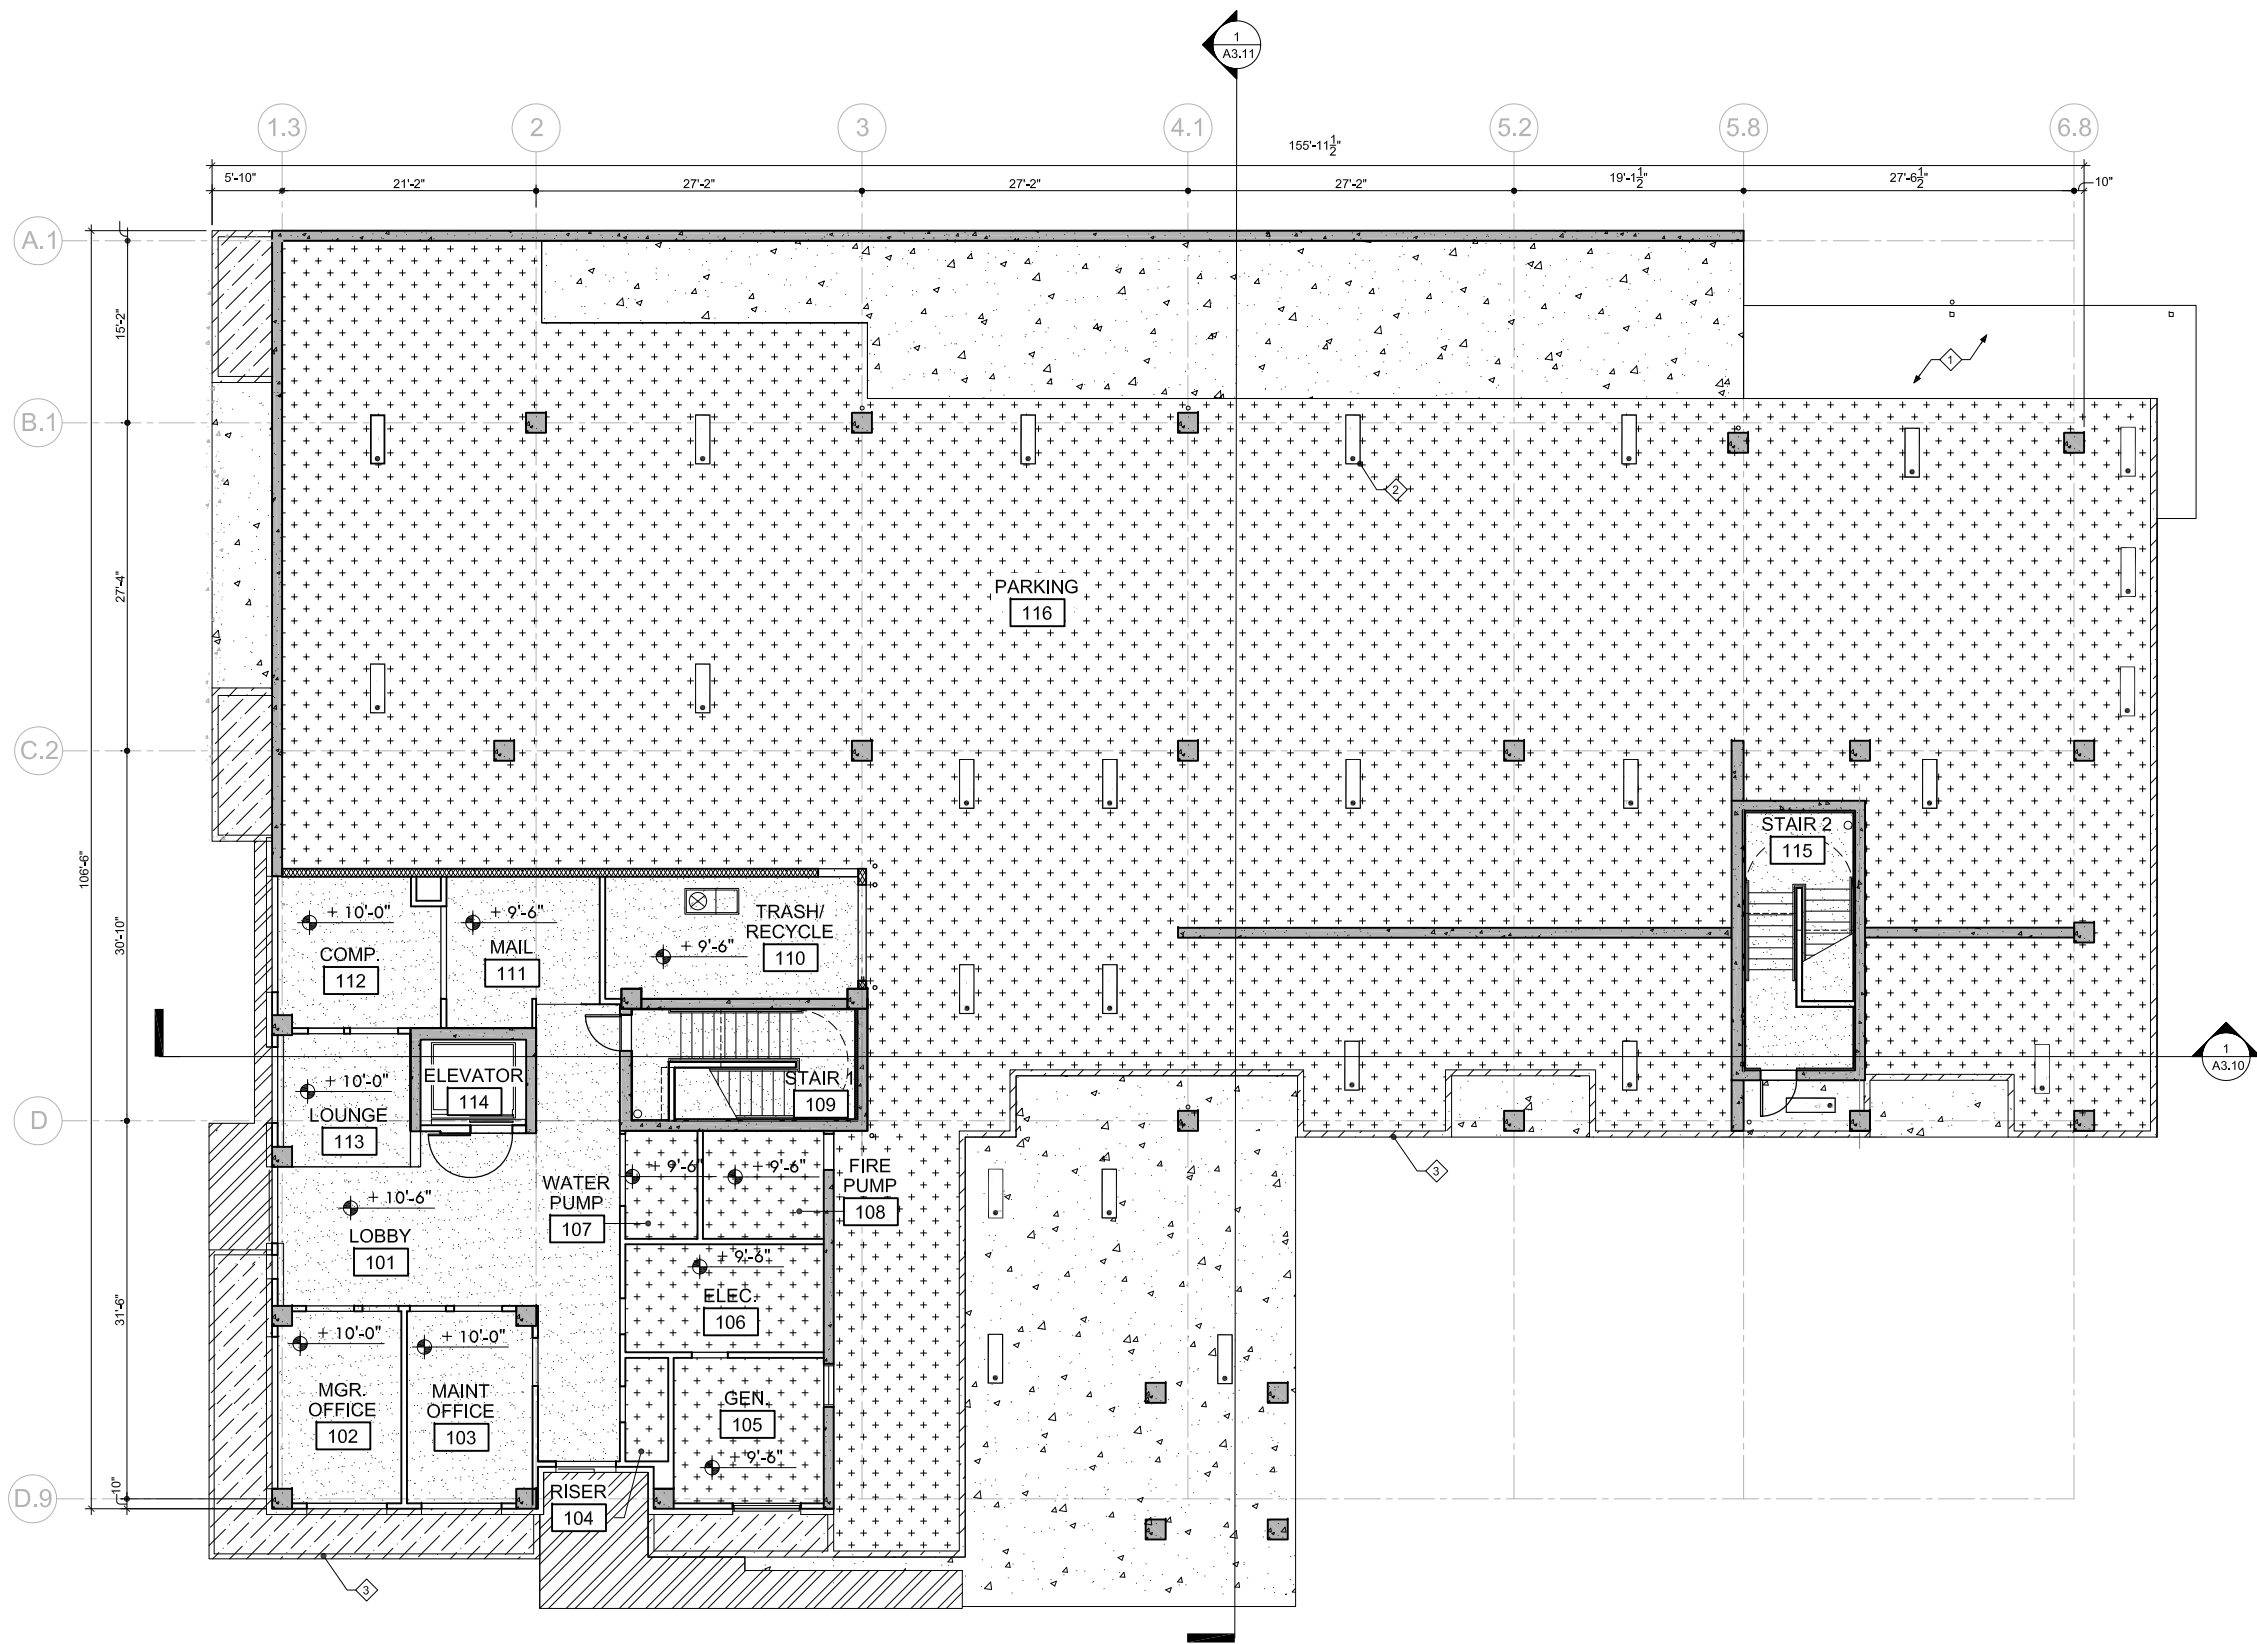 1
A3.11
1.3
2
3
4.1
5.2
5.8
6.8
155'-11 1/2"
5'-10"
21'-2"
27'-2"
27'-2"
27'-2"
19'-1 1/2"
27'-6 1/2"
10"
A.1
15'-2"
1
B.1
2
27'-4"
PARKING
116
C.2
STAIR 2
115
106'-6"
30'-10"
+ 10'-0"
+ 9'-6"
TRASH/
RECYCLE
110
+ 9'-6"
COMP.
112
MAIL
111
1
A3.10
+ 10'-0"
ELEVATOR
114
STAIR 1
109
LOUNGE
113
D
3
+ 9'-6"
+ 9'-6"
WATER
PUMP
107
FIRE
PUMP
108
+ 10'-6"
LOBBY
101
+ 9'-6"
ELEC.
106
31'-6"
+ 10'-0"
+ 10'-0"
MGR.
OFFICE
102
MAINT
OFFICE
103
GEN.
105
+ 9'-6"
10"
D.9
RISER
104
3